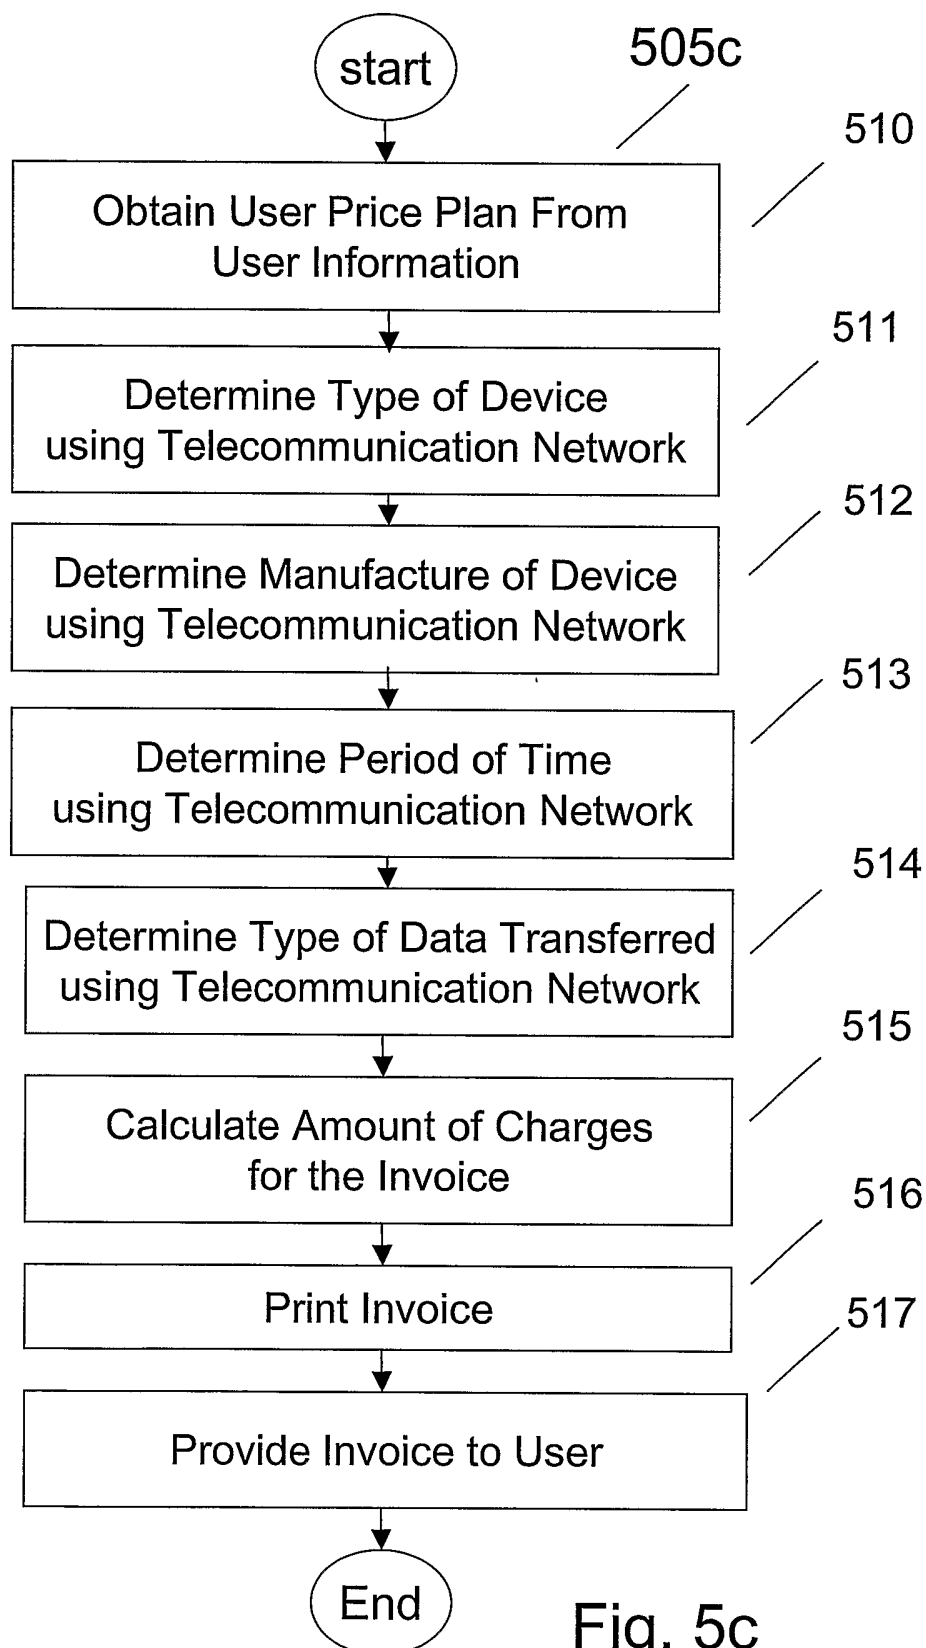 start
505c
510
Obtain User Price Plan From
User Information
511
Determine Type of Device
using Telecommunication Network
512
Determine Manufacture of Device
using Telecommunication Network
513
Determine Period of Time
using Telecommunication Network
514
Determine Type of Data Transferred
using Telecommunication Network
515
Calculate Amount of Charges
for the Invoice
516
Print Invoice
517
Provide Invoice to User
End
Fig. 5c